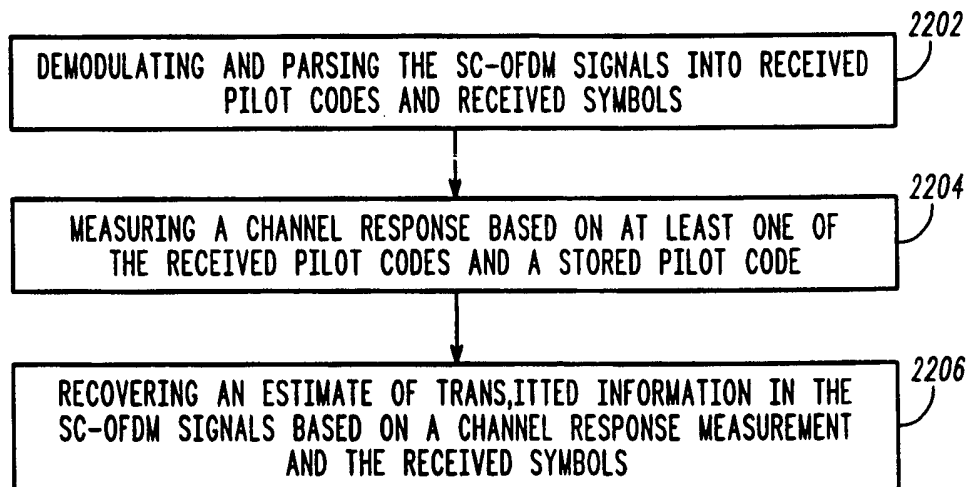 2202
DEMODULATING AND PARSING THE SC-OFDM SIGNALS INTO RECEIVED
PILOT CODES AND RECEIVED SYMBOLS
2204
MEASURING A CHANNEL RESPONSE BASED ON AT LEAST ONE OF
THE RECEIVED PILOT CODES AND A STORED PILOT CODE
2206
RECOVERING AN ESTIMATE OF TRANS,ITTED INFORMATION IN THE
SC-OFDM SIGNALS BASED ON A CHANNEL RESPONSE MEASUREMENT
AND THE RECEIVED SYMBOLS